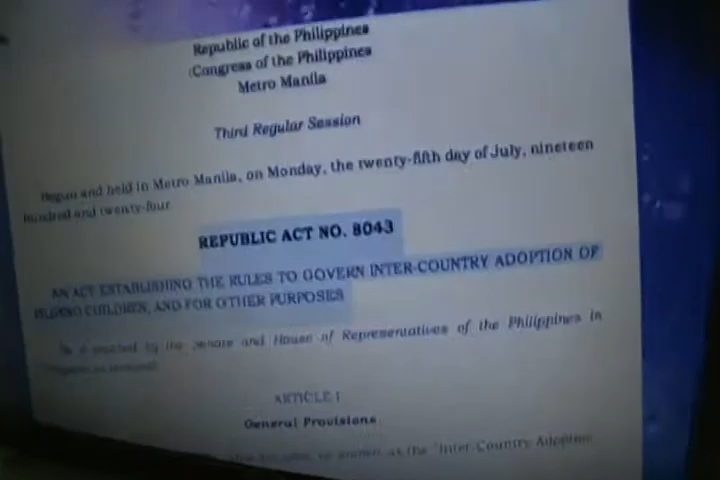 Republic of the Philippines
Congress of the Philippines
Metro Manila
Third Regular Session
Begun and held in Metro Manila, on Monday, the twenty-fifth day of July, nineteen
hundred and twenty-four
REPUBLIC ACT NO. 8043
AN ACT ESTABLISHING THE RULES TO GOVERN INTER-COUNTRY ADOPTION OF
FILIPINO CHILDREN, AND FOR OTHER PURPOSES
enacted by the Senate and House of Representatives of the Philippines in
ARTICLE I
General Provisions
known as the "Inter-Country Adoption